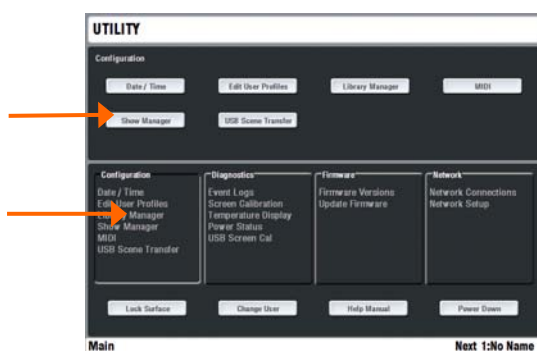 UTILITY
Configuration
Date / Time Edit User Profiles Library Manager MIDI
Show Manager USB Scene Transfer
Configuration Diagnostics Firmware Network
Date / Time Event Logs Firmware Versions Network Connections
Edit User Profiles Screen Calibration Update Firmware Network Setup
Library Manager Temperature Display
Show Manager Power Status
MIDI USB Screen Cal
USB Scene Transfer
Lock Surface Change User Help Manual Power Down
Main Next 1:No Name